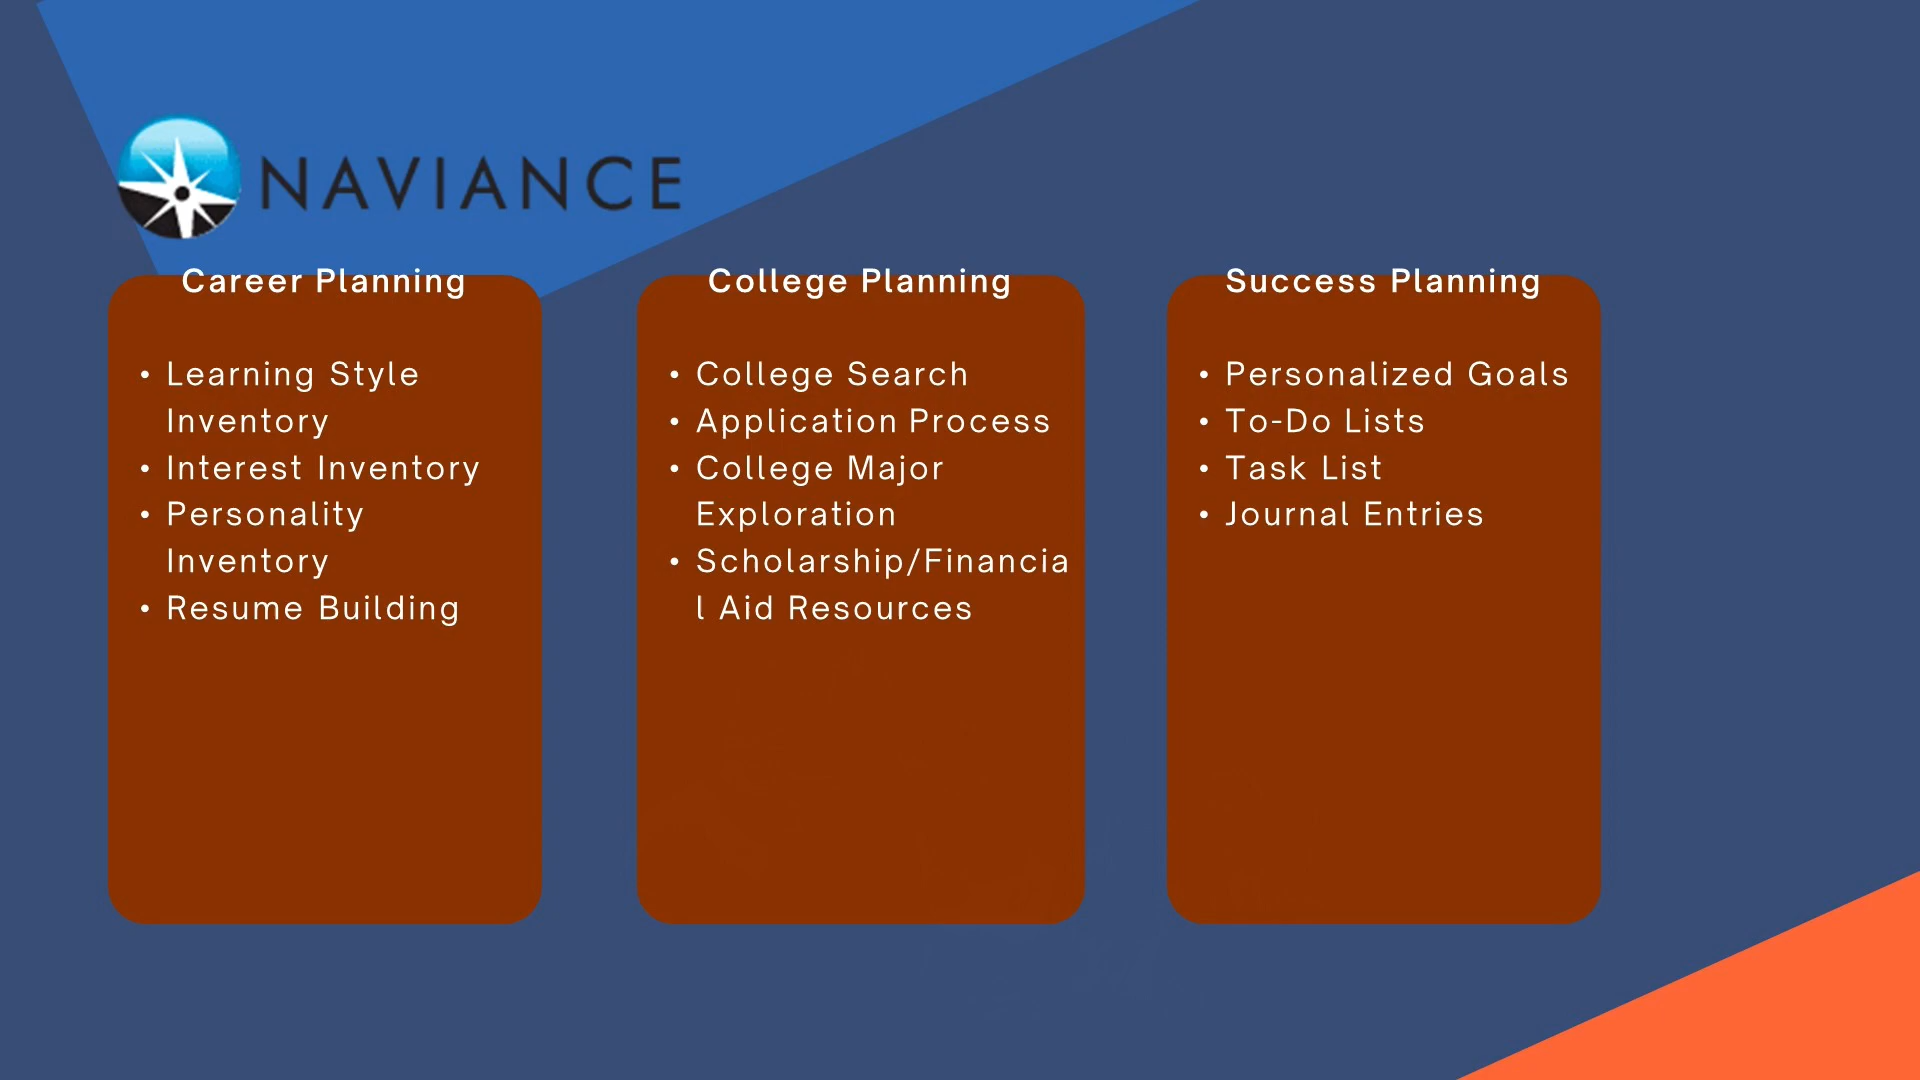 NAVIANCE
Career Planning
• Learning Style
Inventory
• Interest Inventory
• Personality
Inventory
• Resume Building
College Planning
• College Search
• Application Process
• College Major
Exploration
• Scholarship/Financia
l Aid Resources
Success Planning
• Personalized Goals
• To-Do Lists
• Task List
• Journal Entries